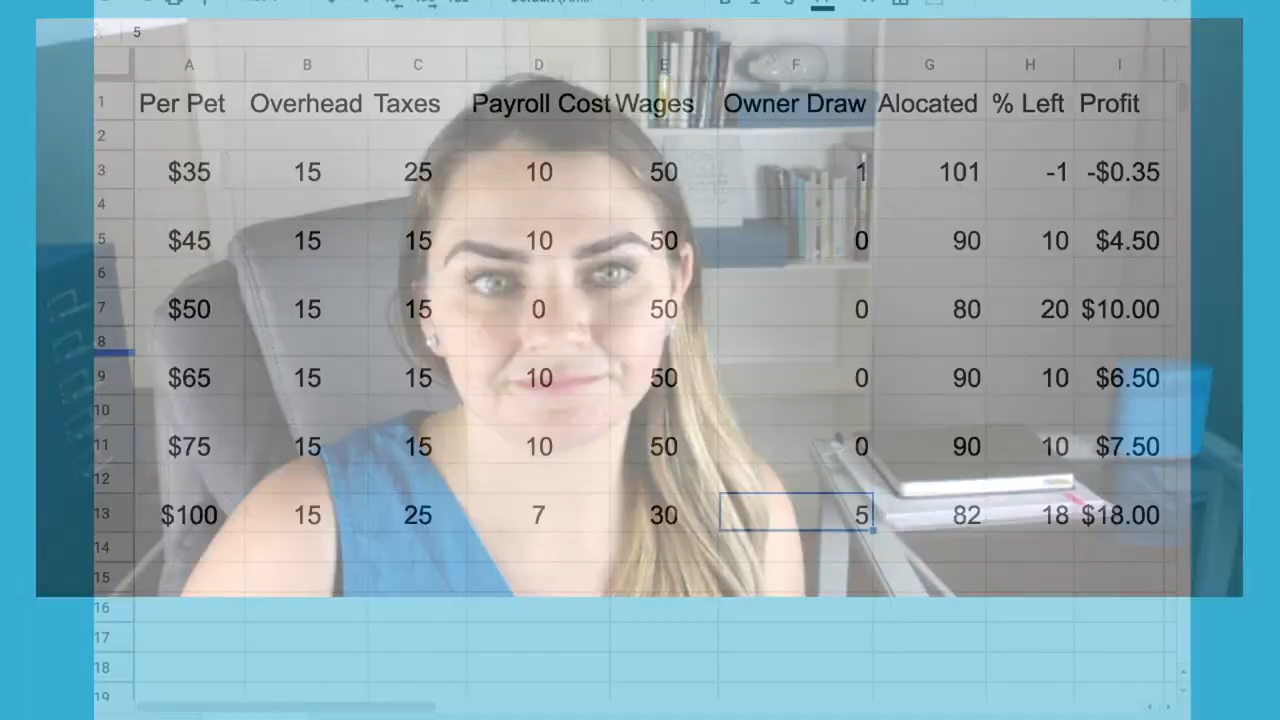 5
A B C D E F G H I
1 Per Pet Overhead Taxes Payroll Cost Wages Owner Draw Alocated % Left Profit
2
3 $35 15 25 10 50 1 101 -1 -$0.35
4
5 $45 15 15 10 50 0 90 10 $4.50
6
7 $50 15 15 0 50 0 80 20 $10.00
8
9 $65 15 15 10 50 0 90 10 $6.50
10
11 $75 15 15 10 50 0 90 10 $7.50
12
13 $100 15 25 7 30 5 82 18 $18.00
14
15
16
17
18
19